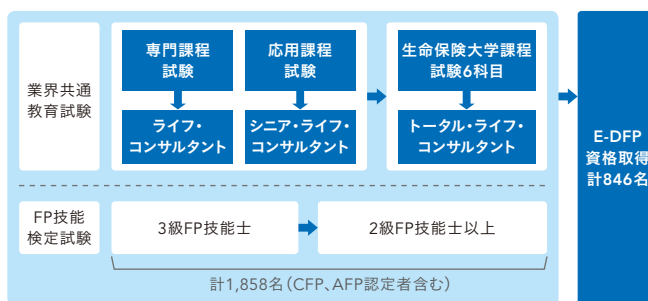 業界共通
教育試験
専門課程
試験
ライフ・
コンサルタント
応用課程
試験
シニア・ライフ・
コンサルタント
生命保険大学課程
試験6科目
トータル・ライフ・
コンサルタント
FP技能
検定試験
3級FP技能士
2級FP技能士以上
計1,858名（CFP、AFP認定者含む）
E-DFP
資格取得
計846名